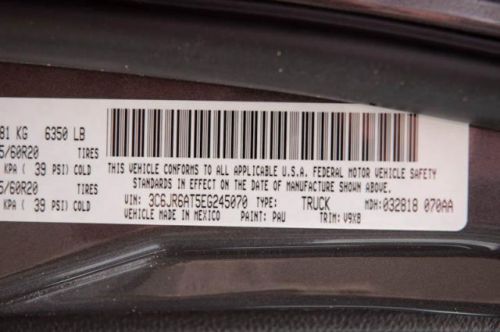 81 KG 6350 LB
5/60R20 TIRES
KPA ( 39 PSI) COLD
5/60R20 TIRES
KPA ( 39 PSI) COLD
THIS VEHICLE CONFORMS TO ALL APPLICABLE U.S.A. FEDERAL MOTOR VEHICLE SAFETY
STANDARDS IN EFFECT ON THE DATE OF MANUFACTURE SHOWN ABOVE.
VIN: 3C6JR6AT5EG245070 TYPE: TRUCK MDH: 032818 070AA
VEHICLE MADE IN MEXICO PAINT: PAU TRIM: V9X8